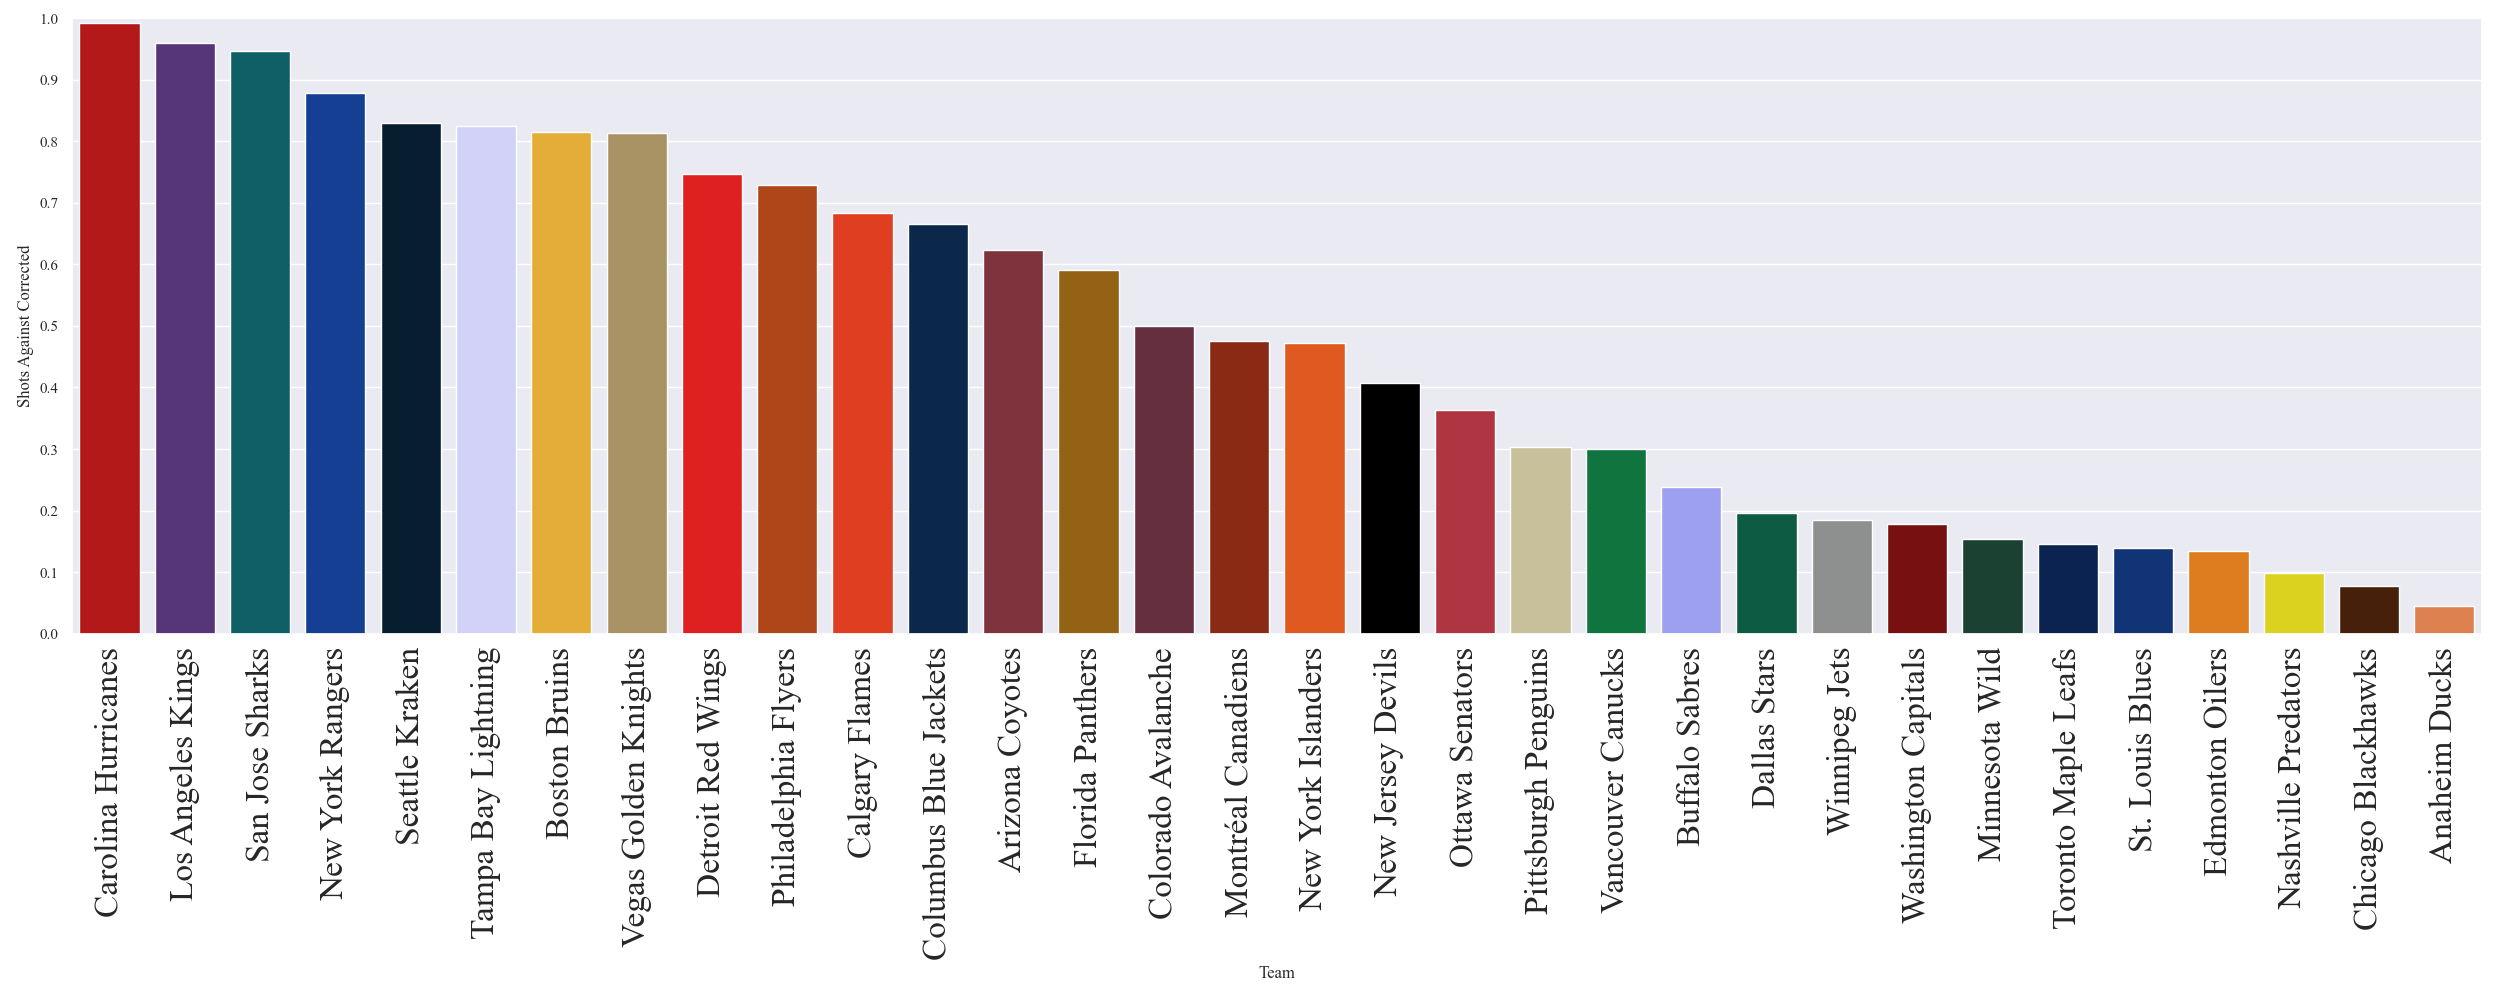 1.0
0.9
0.8
0.7
0.6
0.5
0.4
0.3
0.2
0.1
0.0
Shots Against Corrected
Carolina Hurricanes
Los Angeles Kings
San Jose Sharks
New York Rangers
Seattle Kraken
Tampa Bay Lightning
Boston Bruins
Vegas Golden Knights
Detroit Red Wings
Philadelphia Flyers
Calgary Flames
Columbus Blue Jackets
Arizona Coyotes
Florida Panthers
Colorado Avalanche
Montréal Canadiens
New York Islanders
New Jersey Devils
Ottawa Senators
Pittsburgh Penguins
Vancouver Canucks
Buffalo Sabres
Dallas Stars
Winnipeg Jets
Washington Capitals
Minnesota Wild
Toronto Maple Leafs
St. Louis Blues
Edmonton Oilers
Nashville Predators
Chicago Blackhawks
Anaheim Ducks
Team